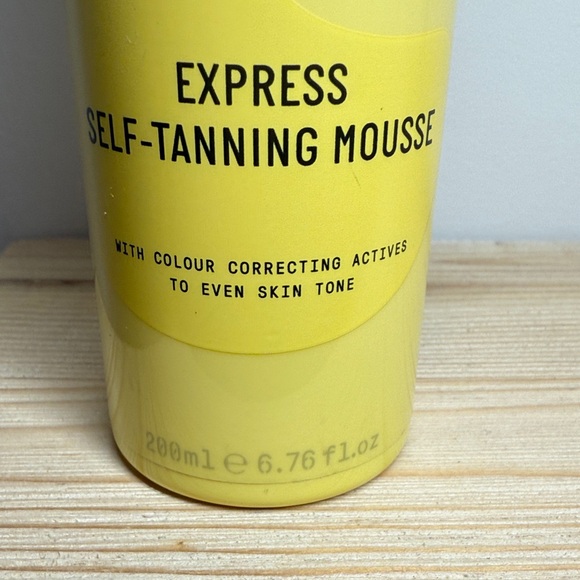 EXPRESS
SELF-TANNING MOUSSE
WITH COLOUR CORRECTING ACTIVES
TO EVEN SKIN TONE
200ml ℮ 6.76 fl.oz